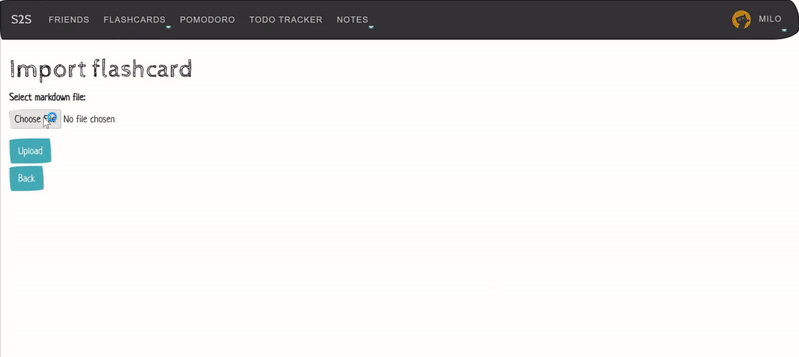 S2S FRIENDS FLASHCARDS POMODORO TODO TRACKER NOTES MILO
Import flashcard
Select markdown file:
Choose No file chosen
Upload
Back